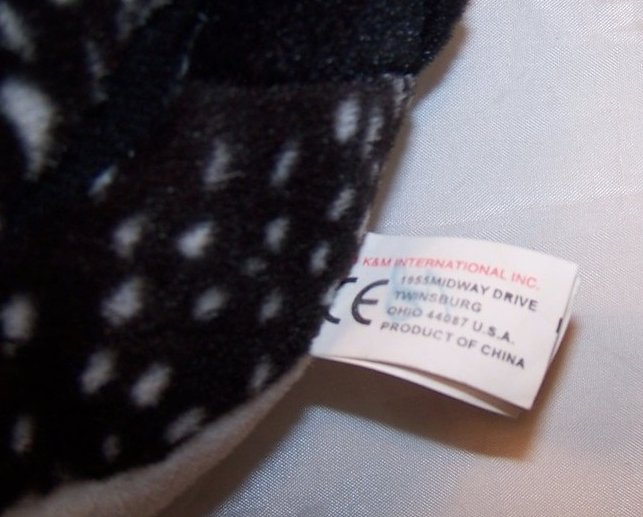 K&M INTERNATIONAL INC.
1955MIDWAY DRIVE
TWINSBURG
OHIO 44087 U.S.A.
PRODUCT OF CHINA
CE